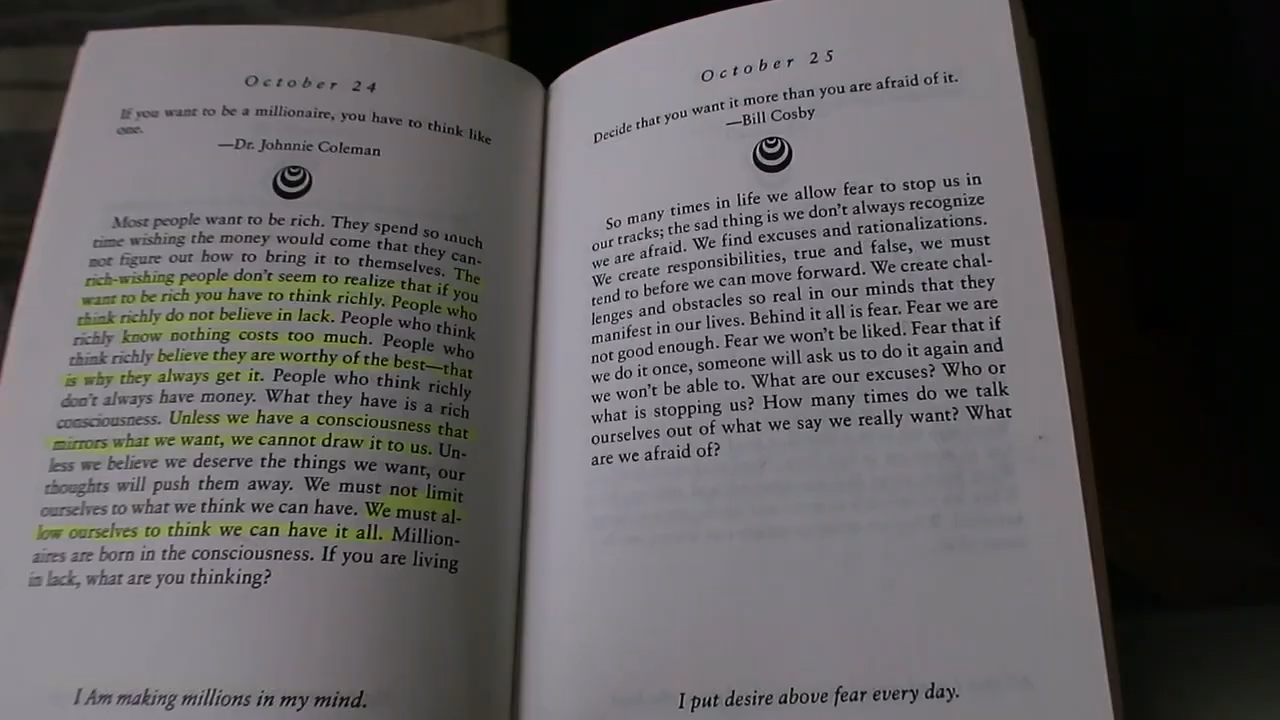 October 24
If you want to be a millionaire, you have to think like
one.
—Dr. Johnnie Coleman
Most people want to be rich. They spend so much
time wishing the money would come that they can-
not figure out how to bring it to themselves. The
rich-wishing people don't seem to realize that if you
want to be rich you have to think richly. People who
think richly do not believe in lack. People who think
richly know nothing costs too much. People who
think richly believe they are worthy of the best—that
is why they always get it. People who think richly
don't always have money. What they have is a rich
consciousness. Unless we have a consciousness that
mirrors what we want, we cannot draw it to us. Un-
less we believe we deserve the things we want, our
thoughts will push them away. We must not limit
ourselves to what we think we can have. We must al-
low ourselves to think we can have it all. Million-
aires are born in the consciousness. If you are living
in lack, what are you thinking?
I Am making millions in my mind.
October 25
Decide that you want it more than you are afraid of it.
—Bill Cosby
So many times in life we allow fear to stop us in
our tracks; the sad thing is we don't always recognize
we are afraid. We find excuses and rationalizations.
We create responsibilities, true and false, we must
tend to before we can move forward. We create chal-
lenges and obstacles so real in our minds that they
manifest in our lives. Behind it all is fear. Fear we are
not good enough. Fear we won't be liked. Fear that if
we do it once, someone will ask us to do it again and
we won't be able to. What are our excuses? Who or
what is stopping us? How many times do we talk
ourselves out of what we say we really want? What
are we afraid of?
I put desire above fear every day.